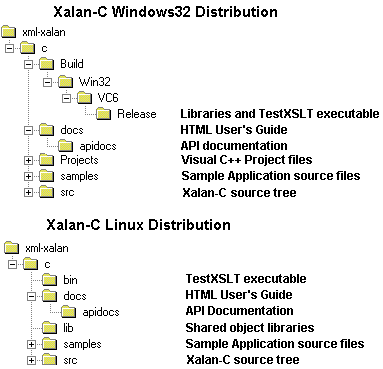 Xalan-C Windows32 Distribution
xml-xalan
c
Build
Win32
VC6
Release Libraries and TestXSLT executable
docs HTML User's Guide
apidocs API documentation
Projects Visual C++ Project files
samples Sample Application source files
src Xalan-C source tree
Xalan-C Linux Distribution
xml-xalan
c
bin TestXSLT executable
docs HTML User's Guide
apidocs API Documentation
lib Shared object libraries
samples Sample Application source files
src Xalan-C source tree